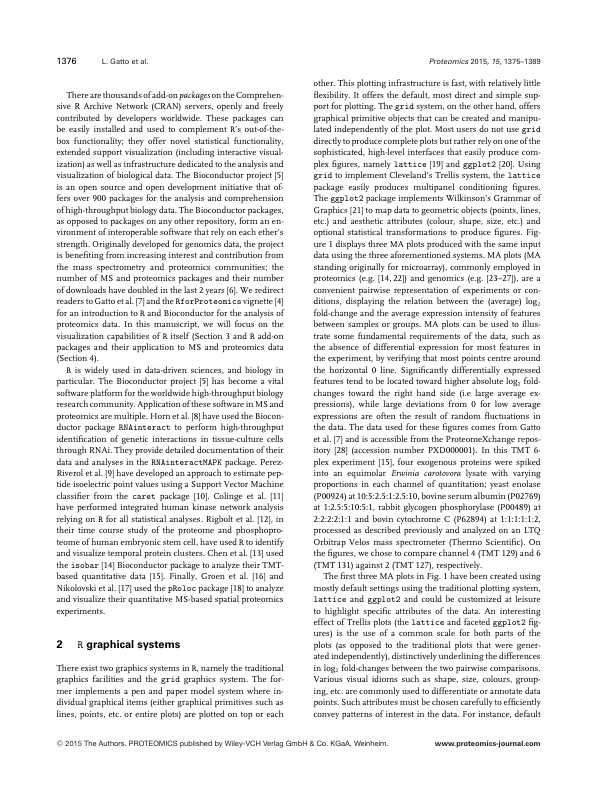 1376 L. Gatto et al. Proteomics 2015, 15, 1375–1389
There are thousands of add-on packages on the Comprehen-
sive R Archive Network (CRAN) servers, openly and freely
contributed by developers worldwide. These packages can
be easily installed and used to complement R's out-of-the-
box functionality; they offer novel statistical functionality,
extended support visualization (including interactive visual-
ization) as well as infrastructure dedicated to the analysis and
visualization of biological data. The Bioconductor project [5]
is an open source and open development initiative that of-
fers over 900 packages for the analysis and comprehension
of high-throughput biology data. The Bioconductor packages,
as opposed to packages on any other repository, form an en-
vironment of interoperable software that rely on each ether's
strength. Originally developed for genomics data, the project
is benefiting from increasing interest and contribution from
the mass spectrometry and proteomics communities; the
number of MS and proteomics packages and their number
of downloads have doubled in the last 2 years [6]. We redirect
readers to Gatto et al. [7] and the RforProteomics vignette [4]
for an introduction to R and Bioconductor for the analysis of
proteomics data. In this manuscript, we will focus on the
visualization capabilities of R itself (Section 3 and R add-on
packages and their application to MS and proteomics data
(Section 4).
R is widely used in data-driven sciences, and biology in
particular. The Bioconductor project [5] has become a vital
software platform for the worldwide high-throughput biology
research community. Application of these software in MS and
proteomics are multiple. Horn et al. [8] have used the Biocon-
ductor package RNAinteract to perform high-throughput
identification of genetic interactions in tissue-culture cells
through RNAi. They provide detailed documentation of their
data and analyses in the RNAinteractMAPK package. Perez-
Riverol et al. [9] have developed an approach to estimate pep-
tide isoelectric point values using a Support Vector Machine
classifier from the caret package [10]. Colinge et al. [11]
have performed integrated human kinase network analysis
relying on R for all statistical analyses. Rigbolt et al. [12], in
their time course study of the proteome and phosphopro-
teome of human embryonic stem cell, have used R to identify
and visualize temporal protein clusters. Chen et al. [13] used
the isobar [14] Bioconductor package to analyze their TMT-
based quantitative data [15]. Finally, Groen et al. [16] and
Nikolovski et al. [17] used the pRoloc package [18] to analyze
and visualize their quantitative MS-based spatial proteomics
experiments.
2 R graphical systems
There exist two graphics systems in R, namely the traditional
graphics facilities and the grid graphics system. The for-
mer implements a pen and paper model system where in-
dividual graphical items (either graphical primitives such as
lines, points, etc. or entire plots) are plotted on top or each
other. This plotting infrastructure is fast, with relatively little
flexibility. It offers the default, most direct and simple sup-
port for plotting. The grid system, on the other hand, offers
graphical primitive objects that can be created and manipu-
lated independently of the plot. Most users do not use grid
directly to produce complete plots but rather rely on one of the
sophisticated, high-level interfaces that easily produce com-
plex figures, namely lattice [19] and ggplot2 [20]. Using
grid to implement Cleveland's Trellis system, the lattice
package easily produces multipanel conditioning figures.
The ggplot2 package implements Wilkinson's Grammar of
Graphics [21] to map data to geometric objects (points, lines,
etc.) and aesthetic attributes (colour, shape, size, etc.) and
optional statistical transformations to produce figures. Fig-
ure 1 displays three MA plots produced with the same input
data using the three aforementioned systems. MA plots (MA
standing originally for microarray), commonly employed in
proteomics (e.g. [14, 22]) and genomics (e.g. [23–27]), are a
convenient pairwise representation of experiments or con-
ditions, displaying the relation between the (average) log2
fold-change and the average expression intensity of features
between samples or groups. MA plots can be used to illus-
trate some fundamental requirements of the data, such as
the absence of differential expression for most features in
the experiment, by verifying that most points centre around
the horizontal 0 line. Significantly differentially expressed
features tend to be located toward higher absolute log2 fold-
changes toward the right hand side (i.e large average ex-
pressions), while large deviations from 0 for low average
expressions are often the result of random fluctuations in
the data. The data used for these figures comes from Gatto
et al. [7] and is accessible from the ProteomeXchange repos-
itory [28] (accession number PXD000001). In this TMT 6-
plex experiment [15], four exogenous proteins were spiked
into an equimolar Erwinia carotovora lysate with varying
proportions in each channel of quantitation; yeast enolase
(P00924) at 10:5:2.5:1:2.5:10, bovine serum albumin (P02769)
at 1:2.5:5:10:5:1, rabbit glycogen phosphorylase (P00489) at
2:2:2:2:1:1 and bovin cytochrome C (P62894) at 1:1:1:1:1:2,
processed as described previously and analyzed on an LTQ
Orbitrap Velos mass spectrometer (Thermo Scientific). On
the figures, we chose to compare channel 4 (TMT 129) and 6
(TMT 131) against 2 (TMT 127), respectively.
The first three MA plots in Fig. 1 have been created using
mostly default settings using the traditional plotting system,
lattice and ggplot2 and could be customized at leisure
to highlight specific attributes of the data. An interesting
effect of Trellis plots (the lattice and faceted ggplot2 fig-
ures) is the use of a common scale for both parts of the
plots (as opposed to the traditional plots that were gener-
ated independently), distinctively underlining the differences
in log2 fold-changes between the two pairwise comparisons.
Various visual idioms such as shape, size, colours, group-
ing, etc. are commonly used to differentiate or annotate data
points. Such attributes must be chosen carefully to efficiently
convey patterns of interest in the data. For instance, default
© 2015 The Authors. PROTEOMICS published by Wiley-VCH Verlag GmbH & Co. KGaA, Weinheim. www.proteomics-journal.com